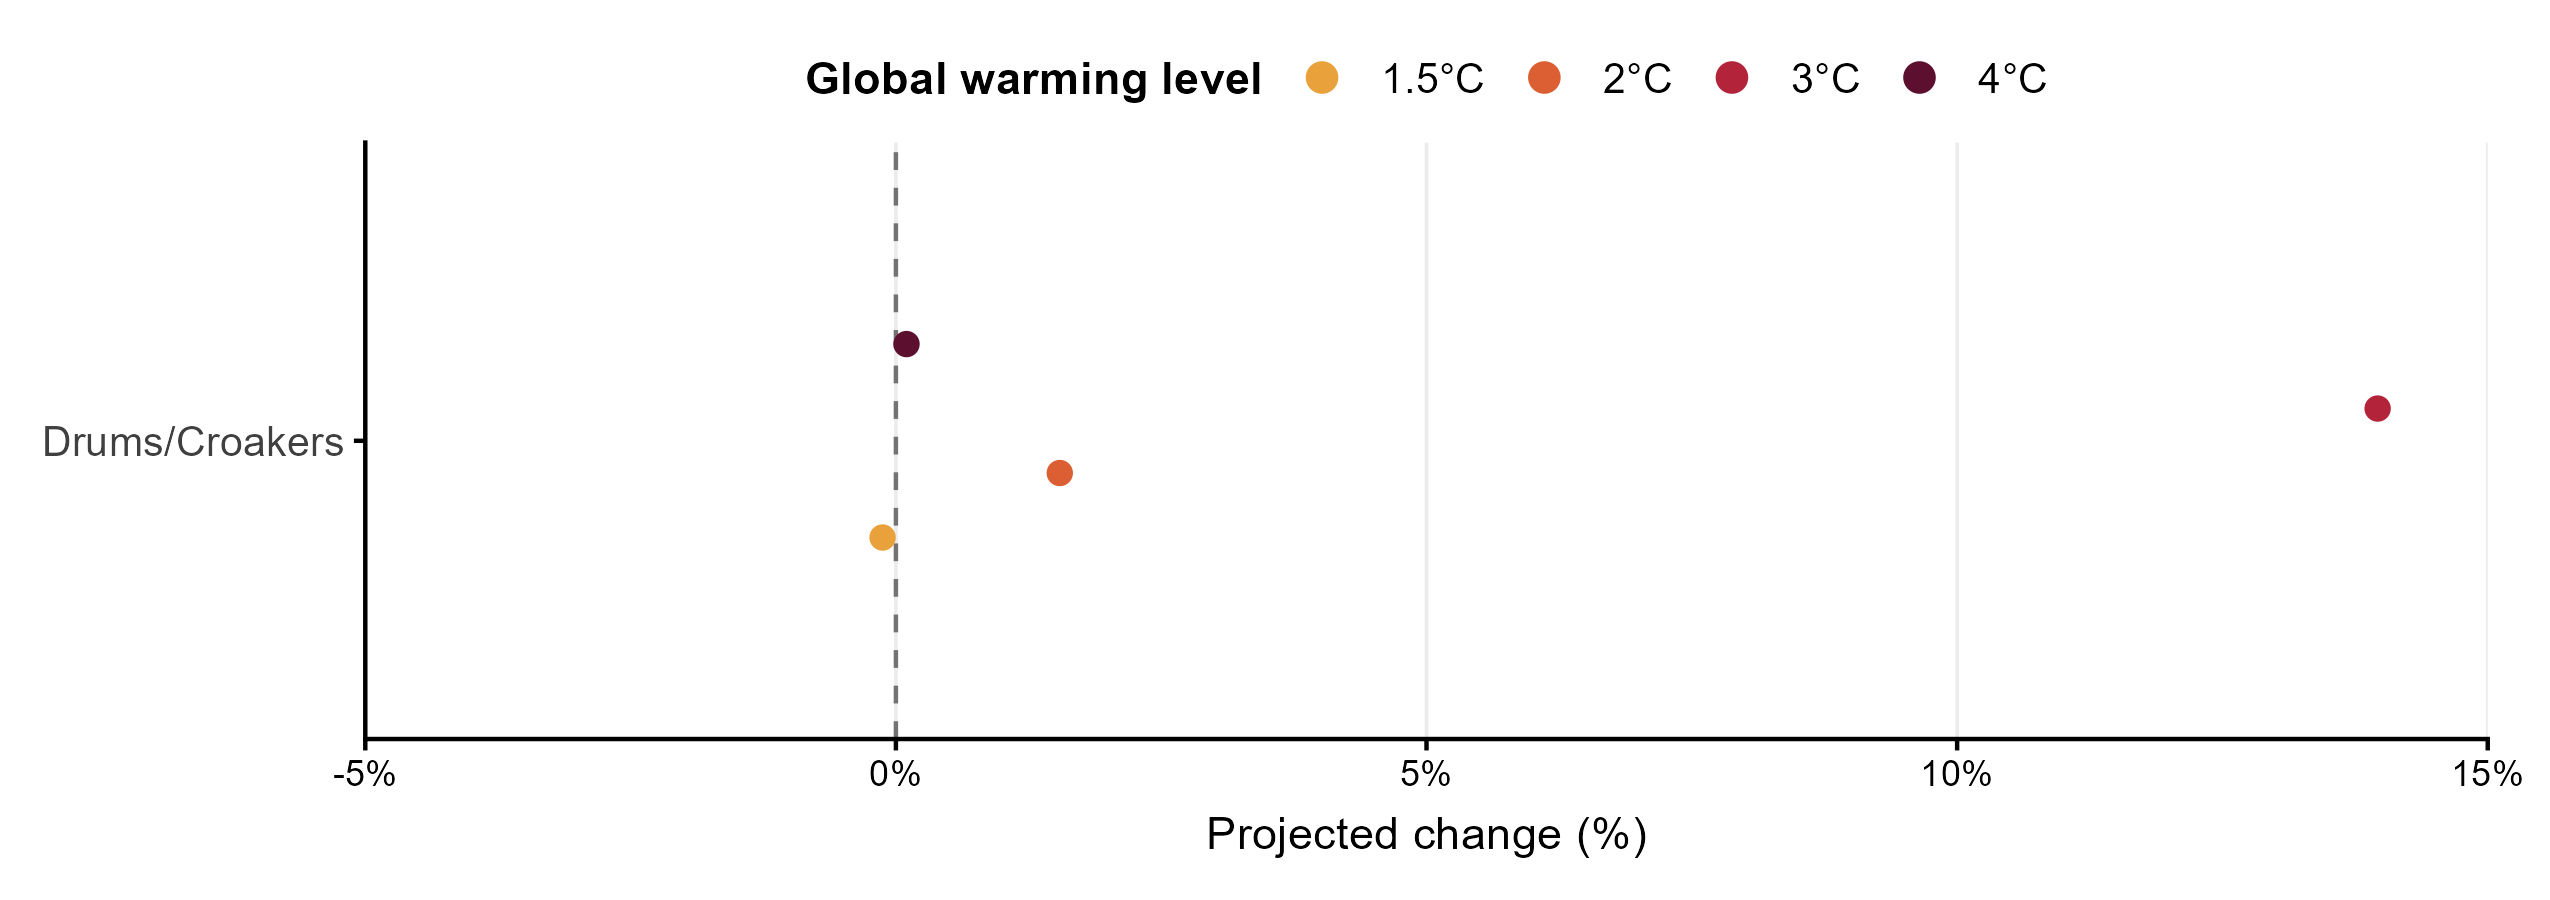 Global warming level 1.5°C 2°C 3°C 4°C
Drums/Croakers
-5% 0% 5% 10% 15%
Projected change (%)